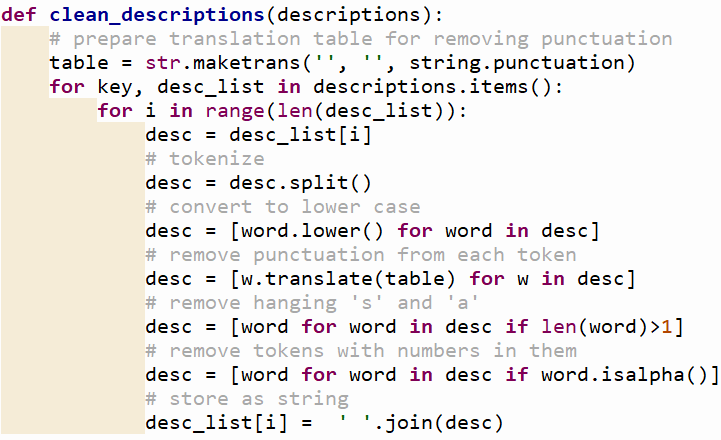 def clean_descriptions(descriptions):
    # prepare translation table for removing punctuation
    table = str.maketrans('', '', string.punctuation)
    for key, desc_list in descriptions.items():
        for i in range(len(desc_list)):
            desc = desc_list[i]
            # tokenize
            desc = desc.split()
            # convert to lower case
            desc = [word.lower() for word in desc]
            # remove punctuation from each token
            desc = [w.translate(table) for w in desc]
            # remove hanging 's' and 'a'
            desc = [word for word in desc if len(word)>1]
            # remove tokens with numbers in them
            desc = [word for word in desc if word.isalpha()]
            # store as string
            desc_list[i] =  ' '.join(desc)